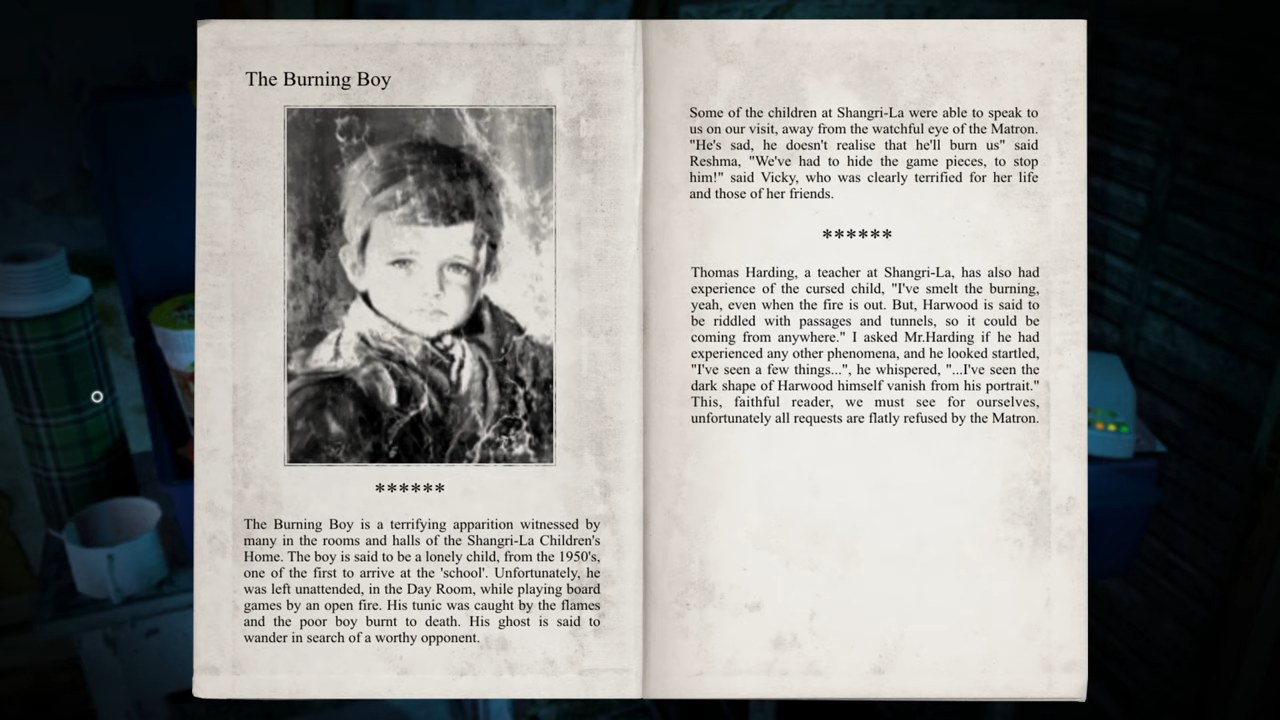 The Burning Boy
******
The Burning Boy is a terrifying apparition witnessed by
many in the rooms and halls of the Shangri-La Children's
Home. The boy is said to be a lonely child, from the 1950's,
one of the first to arrive at the 'school'. Unfortunately, he
was left unattended, in the Day Room, while playing board
games by an open fire. His tunic was caught by the flames
and the poor boy burnt to death. His ghost is said to
wander in search of a worthy opponent.
Some of the children at Shangri-La were able to speak to
us on our visit, away from the watchful eye of the Matron.
"He's sad, he doesn't realise that he'll burn us" said
Reshma, "We've had to hide the game pieces, to stop
him!" said Vicky, who was clearly terrified for her life
and those of her friends.
******
Thomas Harding, a teacher at Shangri-La, has also had
experience of the cursed child, "I've smelt the burning,
yeah, even when the fire is out. But, Harwood is said to
be riddled with passages and tunnels, so it could be
coming from anywhere." I asked Mr.Harding if he had
experienced any other phenomena, and he looked startled,
"I've seen a few things...", he whispered, "...I've seen the
dark shape of Harwood himself vanish from his portrait."
This, faithful reader, we must see for ourselves,
unfortunately all requests are flatly refused by the Matron.